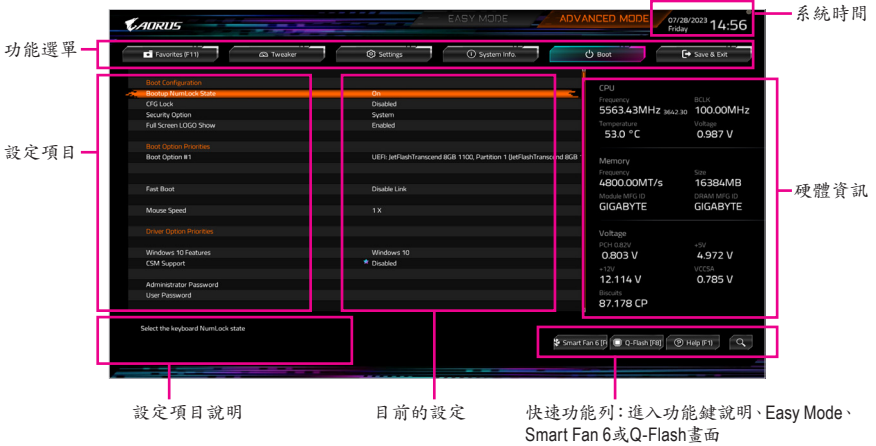 AORUS
EASY MODE
ADVANCED MODE
07/28/2023
Friday
14:56
系統時間
功能選單
Favorites (F11)
Tweaker
Settings
System Info.
Boot
Save & Exit
設定項目
Boot Configuration
Bootup NumLock State On
CFG Lock Disabled
Security Option System
Full Screen LOGO Show Enabled
Boot Option Priorities
Boot Option #1 UEFI: JetFlashTranscend 8GB 1100, Partition 1 (JetFlashTranscend 8GB 1
Fast Boot Disable Link
Mouse Speed 1 X
Driver Option Priorities
Windows 10 Features Windows 10
CSM Support Disabled
Administrator Password
User Password
CPU
Frequency BCLK
5563.43MHz 3642.30 100.00MHz
Temperature Voltage
53.0 °C 0.987 V
Memory
Frequency Size
4800.00MT/s 16384MB
Module MFG ID DRAM MFG ID
GIGABYTE GIGABYTE
Voltage
PCH 0.82V +5V
0.803 V 4.972 V
+12V VCCSA
12.114 V 0.785 V
Biscuits
87.178 CP
硬體資訊
Select the keyboard NumLock state
Smart Fan 6 [F
Q-Flash [F8]
Help (F1)
設定項目說明
目前的設定
快速功能列：進入功能鍵說明、Easy Mode、
Smart Fan 6或Q-Flash畫面